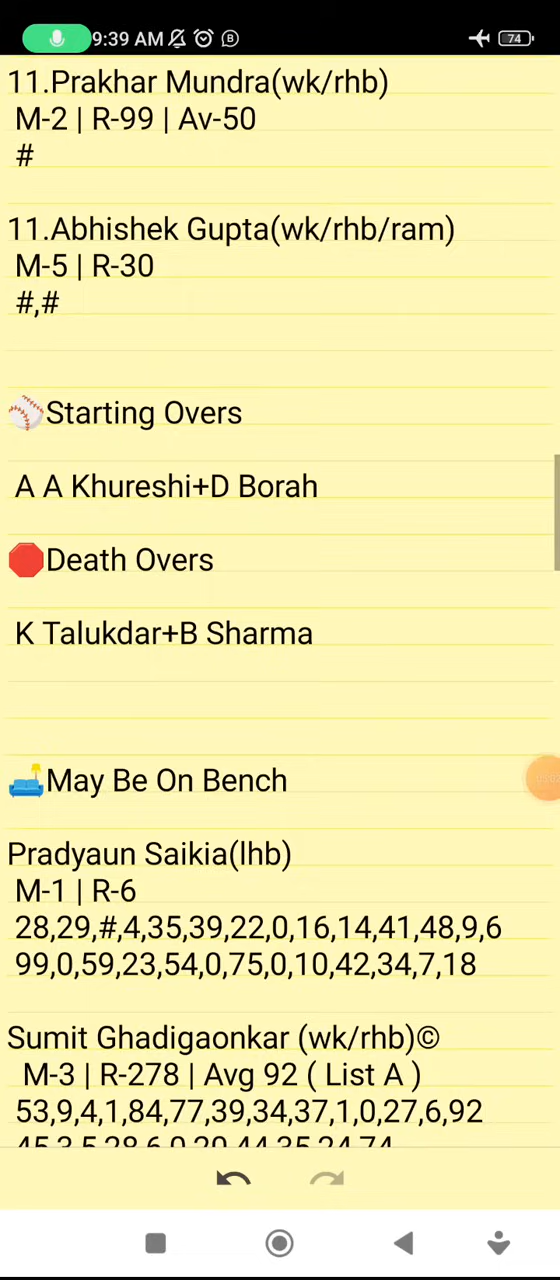 9:39 AM
74
11.Prakhar Mundra(wk/rhb)
M-2 | R-99 | Av-50
#
11.Abhishek Gupta(wk/rhb/ram)
M-5 | R-30
#,#
⚾Starting Overs
A A Khureshi+D Borah
🛑Death Overs
K Talukdar+B Sharma
🛋️May Be On Bench
Pradyaun Saikia(lhb)
M-1 | R-6
28,29,#,4,35,39,22,0,16,14,41,48,9,6
99,0,59,23,54,0,75,0,10,42,34,7,18
Sumit Ghadigaonkar (wk/rhb)©
M-3 | R-278 | Avg 92 ( List A )
53,9,4,1,84,77,39,34,37,1,0,27,6,92